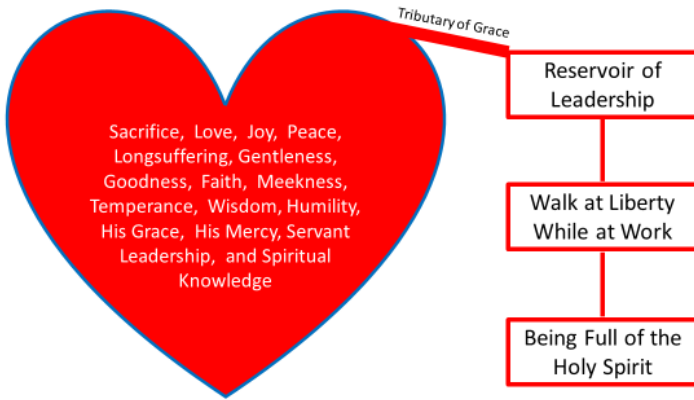 Tributary of Grace
Reservoir of
Leadership
Sacrifice, Love, Joy, Peace,
Longsuffering, Gentleness,
Goodness, Faith, Meekness,
Temperance, Wisdom, Humility,
His Grace, His Mercy, Servant
Leadership, and Spiritual
Knowledge
Walk at Liberty
While at Work
Being Full of the
Holy Spirit